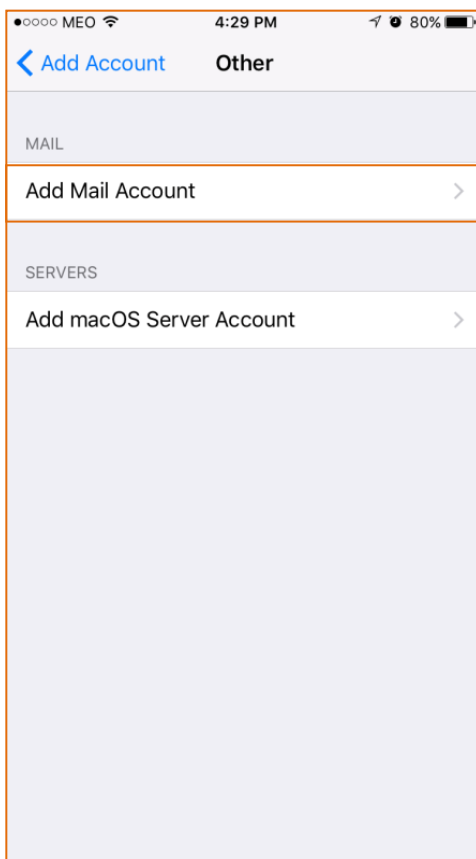 MEO 4:29 PM 80%
Add Account Other
MAIL
Add Mail Account
SERVERS
Add macOS Server Account